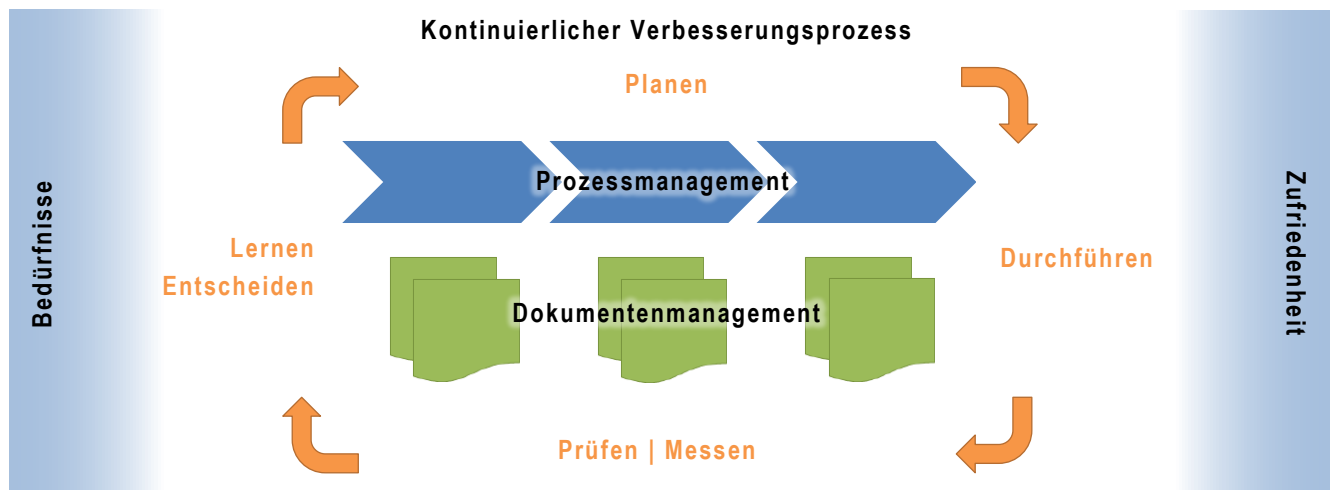 Kontinuierlicher Verbesserungsprozess
Planen
Prozessmanagement
Bedürfnisse
Zufriedenheit
Lernen
Entscheiden
Durchführen
Dokumentenmanagement
Prüfen | Messen